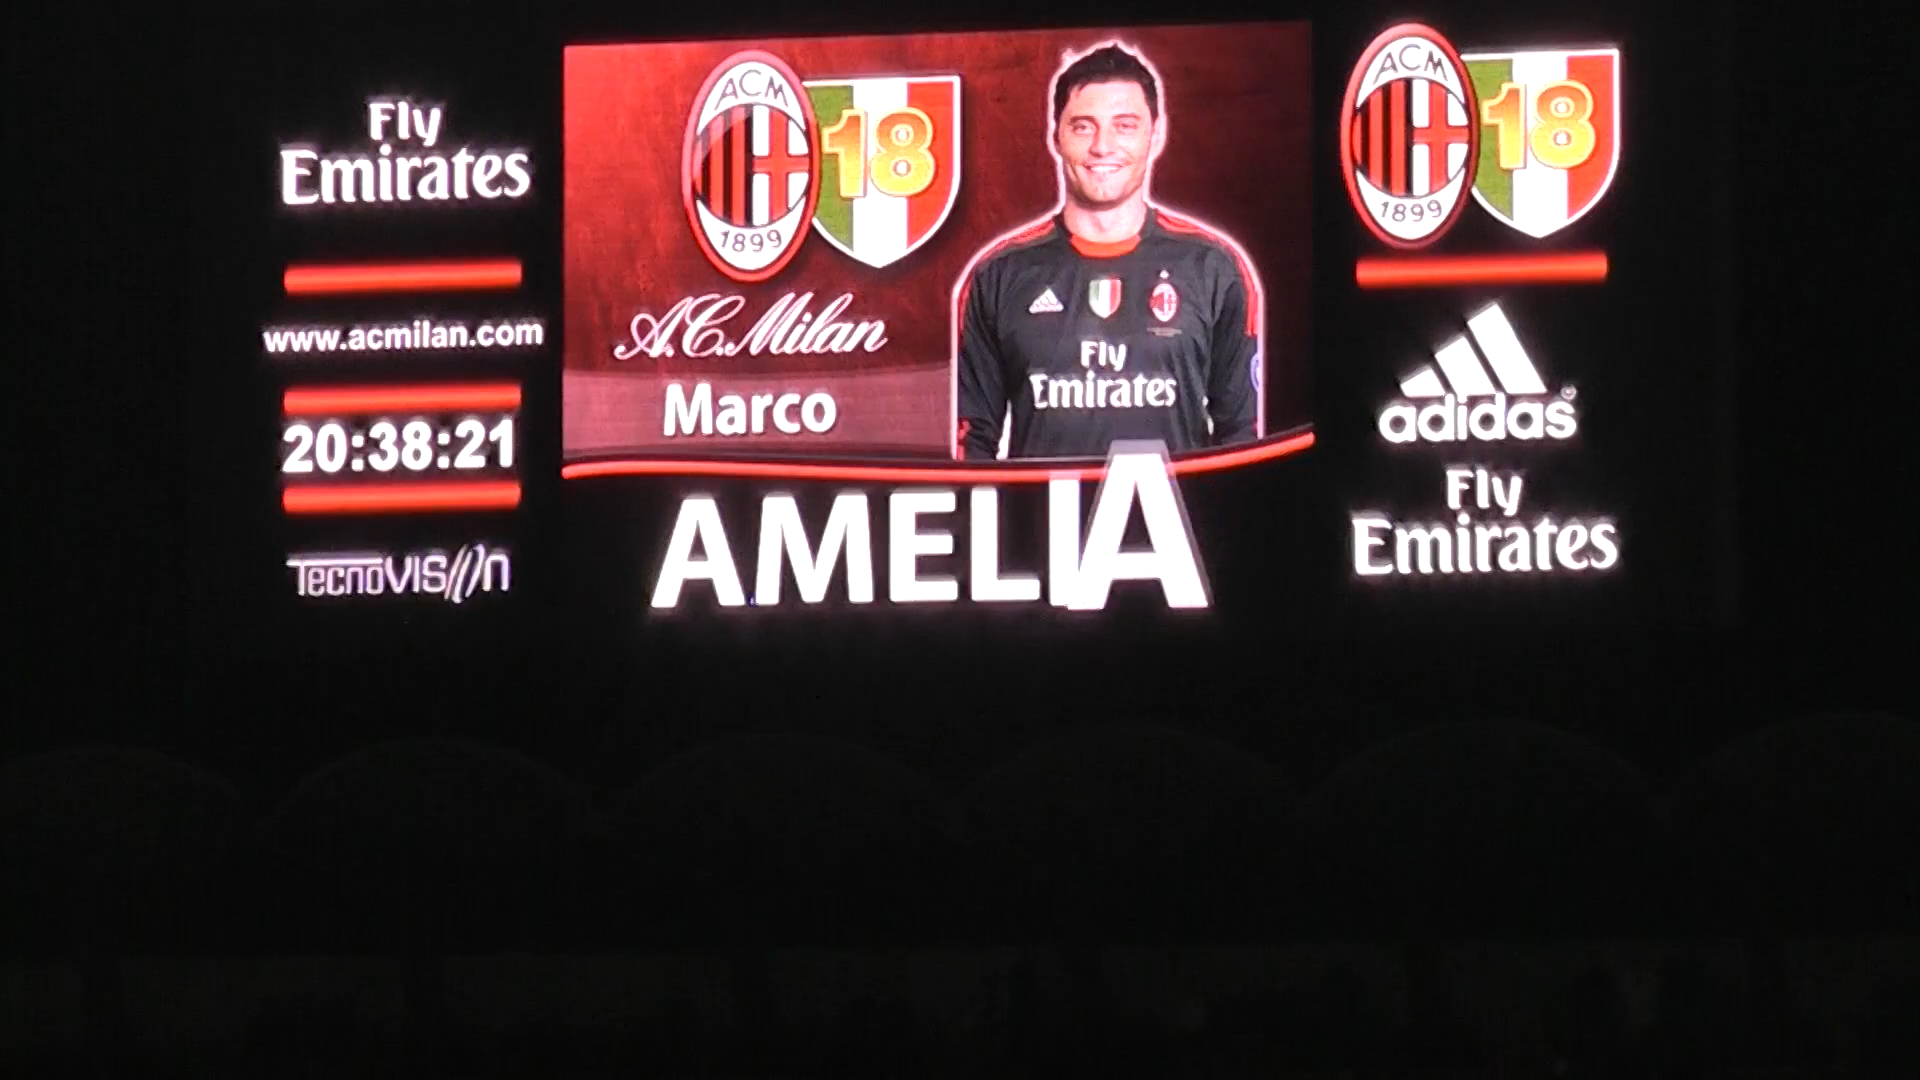 Fly
Emirates
www.acmilan.com
20:38:21
TecnoVISIOn
ACM
1899
18
A.C.Milan
Marco
AMELIA
Fly
Emirates
ACM
1899
18
adidas®
Fly
Emirates